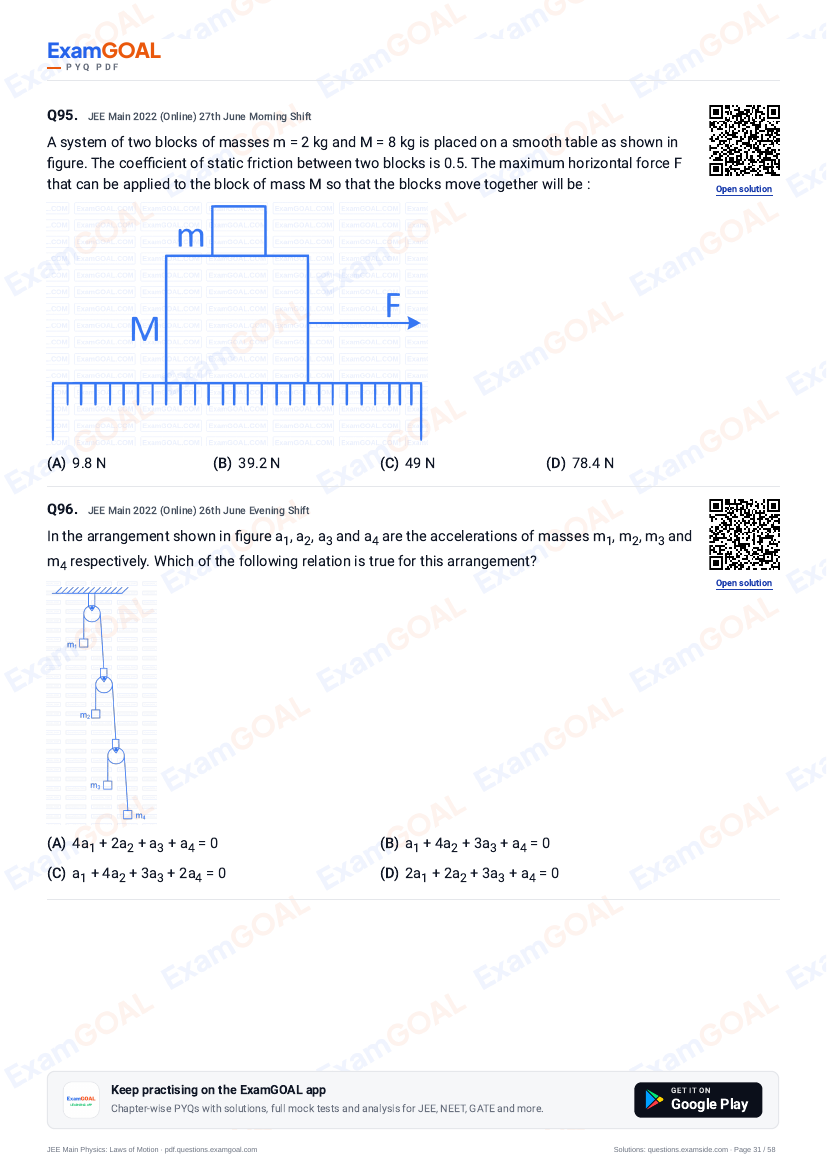 ExamGOAL
PYQ PDF
Q95. JEE Main 2022 (Online) 27th June Morning Shift
A system of two blocks of masses m = 2 kg and M = 8 kg is placed on a smooth table as shown in
figure. The coefficient of static friction between two blocks is 0.5. The maximum horizontal force F
that can be applied to the block of mass M so that the blocks move together will be :
Open solution
m
F
M
(A) 9.8 N (B) 39.2 N (C) 49 N (D) 78.4 N
Q96. JEE Main 2022 (Online) 26th June Evening Shift
In the arrangement shown in figure a1, a2, a3 and a4 are the accelerations of masses m1, m2, m3 and
m4 respectively. Which of the following relation is true for this arrangement?
Open solution
m1
m2
m3
m4
(A) 4a1 + 2a2 + a3 + a4 = 0 (B) a1 + 4a2 + 3a3 + a4 = 0
(C) a1 + 4a2 + 3a3 + 2a4 = 0 (D) 2a1 + 2a2 + 3a3 + a4 = 0
Keep practising on the ExamGOAL app
Chapter-wise PYQs with solutions, full mock tests and analysis for JEE, NEET, GATE and more.
GET IT ON
Google Play
JEE Main Physics: Laws of Motion · pdf.questions.examgoal.com Solutions: questions.examside.com - Page 31 / 58